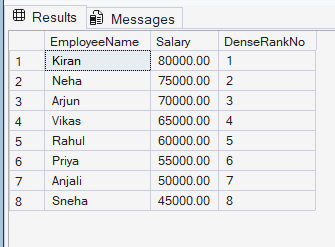 Results Messages
EmployeeName Salary DenseRankNo
1 Kiran 80000.00 1
2 Neha 75000.00 2
3 Arjun 70000.00 3
4 Vikas 65000.00 4
5 Rahul 60000.00 5
6 Priya 55000.00 6
7 Anjali 50000.00 7
8 Sneha 45000.00 8